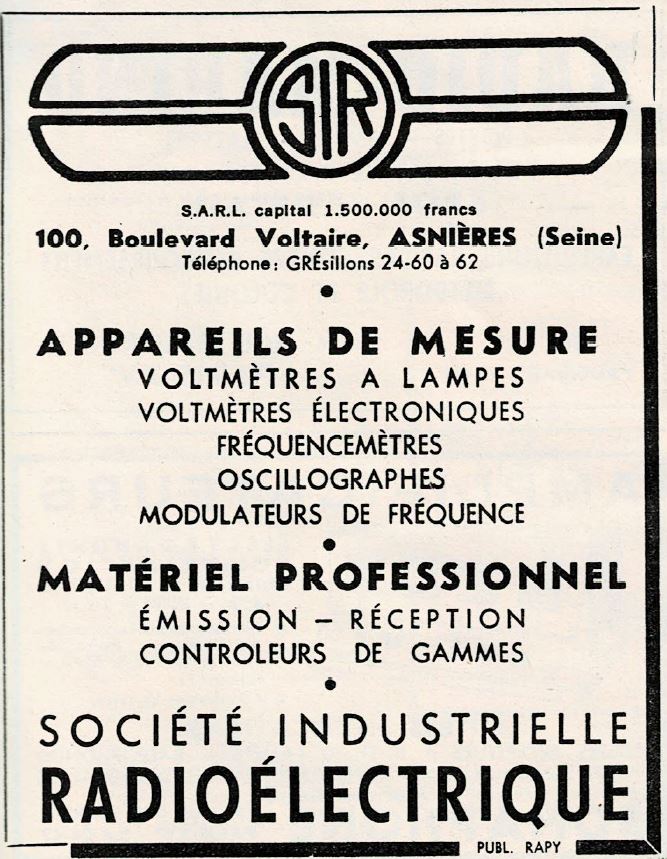 SIR
S.A.R.L. capital 1.500.000 francs
100, Boulevard Voltaire, ASNIÈRES (Seine)
Téléphone: GRÉsillons 24-60 à 62
•
APPAREILS DE MESURE
VOLTMÈTRES A LAMPES
VOLTMÈTRES ÉLECTRONIQUES
FRÉQUENCEMÈTRES
OSCILLOGRAPHES
MODULATEURS DE FRÉQUENCE
•
MATÉRIEL PROFESSIONNEL
ÉMISSION – RÉCEPTION
CONTROLEURS DE GAMMES
•
SOCIÉTÉ INDUSTRIELLE
RADIOÉLECTRIQUE
PUBL. RAPY